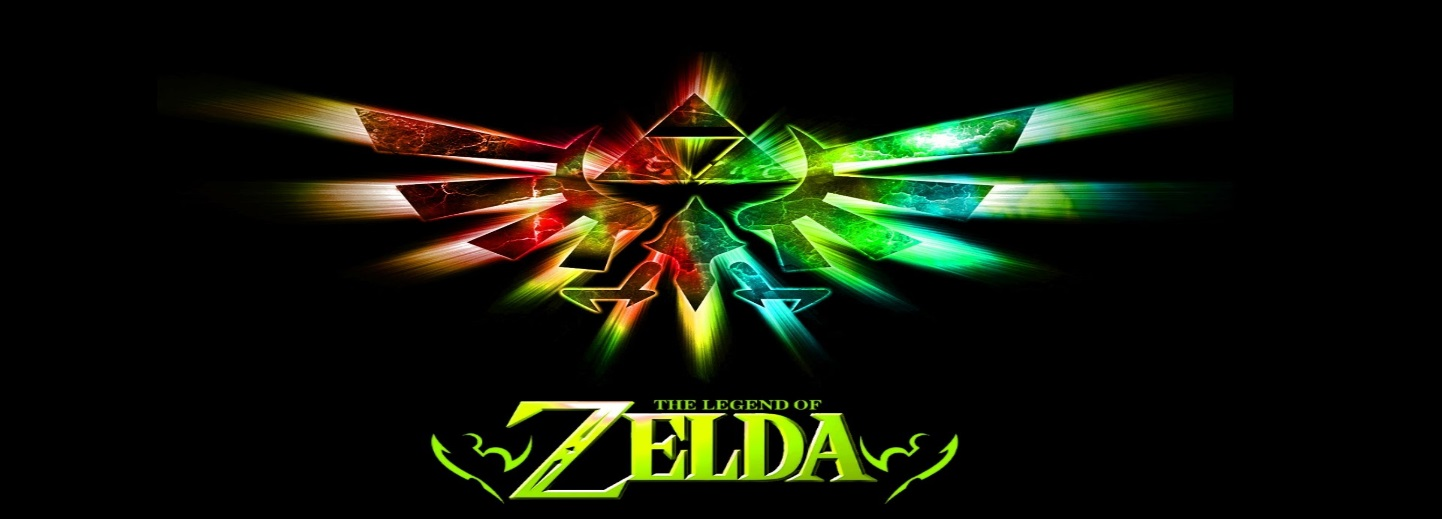 THE LEGEND OF
ZELDA